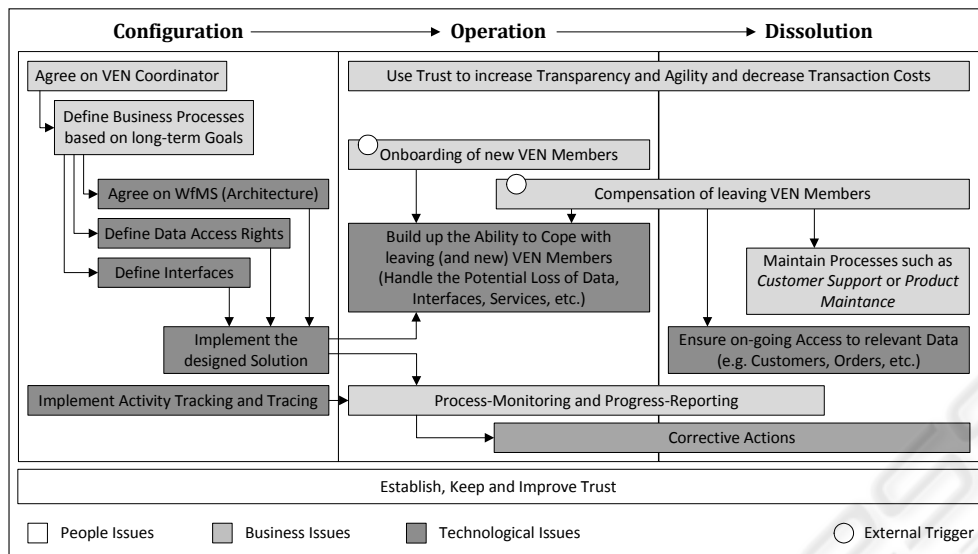 Configuration
Operation
Dissolution
Agree on VEN Coordinator
Use Trust to increase Transparency and Agility and decrease Transaction Costs
Define Business Processes
based on long-term Goals
Onboarding of new VEN Members
Agree on WfMS (Architecture)
Compensation of leaving VEN Members
Define Data Access Rights
Build up the Ability to Cope with
leaving (and new) VEN Members
(Handle the Potential Loss of Data,
Interfaces, Services, etc.)
Define Interfaces
Maintain Processes such as
Customer Support or Product
Maintance
Implement the
designed Solution
Ensure on-going Access to relevant Data
(e.g. Customers, Orders, etc.)
Implement Activity Tracking and Tracing
Process-Monitoring and Progress-Reporting
Corrective Actions
Establish, Keep and Improve Trust
People Issues
Business Issues
Technological Issues
External Trigger